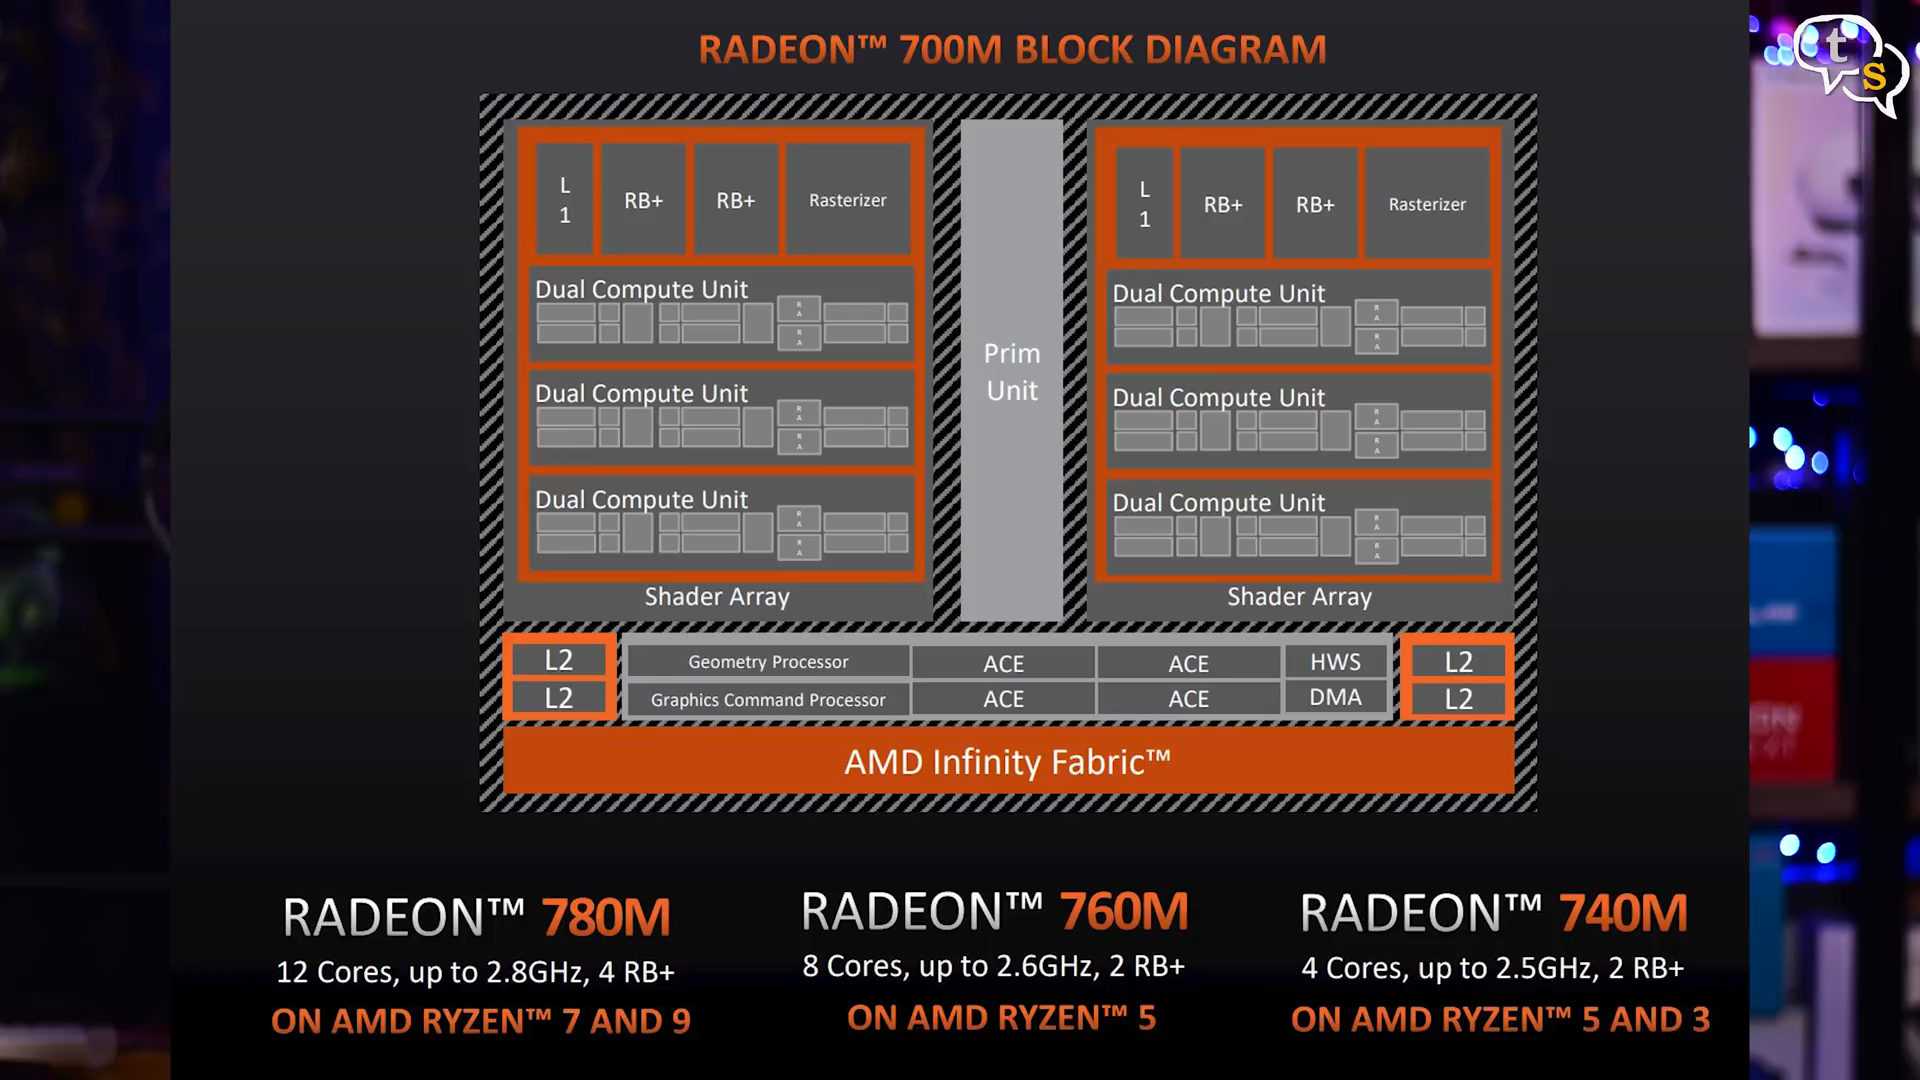 RADEON™ 700M BLOCK DIAGRAM
t
S
L
1
RB+
RB+
Rasterizer
Dual Compute Unit
R
A
R
A
Dual Compute Unit
R
A
R
A
Dual Compute Unit
R
A
R
A
Shader Array
Prim
Unit
L
1
RB+
RB+
Rasterizer
Dual Compute Unit
R
A
R
A
Dual Compute Unit
R
A
R
A
Dual Compute Unit
R
A
R
A
Shader Array
L2
L2
Geometry Processor
ACE
ACE
HWS
Graphics Command Processor
ACE
ACE
DMA
L2
L2
AMD Infinity Fabric™
RADEON™ 780M
12 Cores, up to 2.8GHz, 4 RB+
ON AMD RYZEN™ 7 AND 9
RADEON™ 760M
8 Cores, up to 2.6GHz, 2 RB+
ON AMD RYZEN™ 5
RADEON™ 740M
4 Cores, up to 2.5GHz, 2 RB+
ON AMD RYZEN™ 5 AND 3